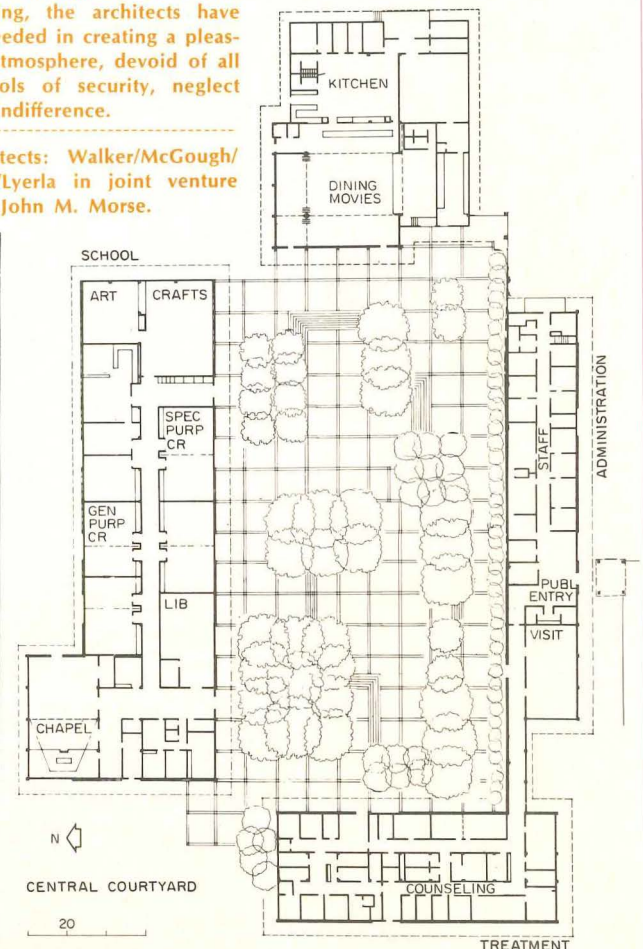 ing, the architects have
eeded in creating a pleas-
tmosphere, devoid of all
ols of security, neglect
ndifference.
tects: Walker/McGough/
/Lyerla in joint venture
John M. Morse.
KITCHEN
DINING
MOVIES
SCHOOL
ART
CRAFTS
SPEC
PURP
CR
GEN
PURP
CR
LIB
CHAPEL
STAFF
ADMINISTRATION
PUBL
ENTRY
VISIT
N
CENTRAL COURTYARD
20
COUNSELING
TREATMENT